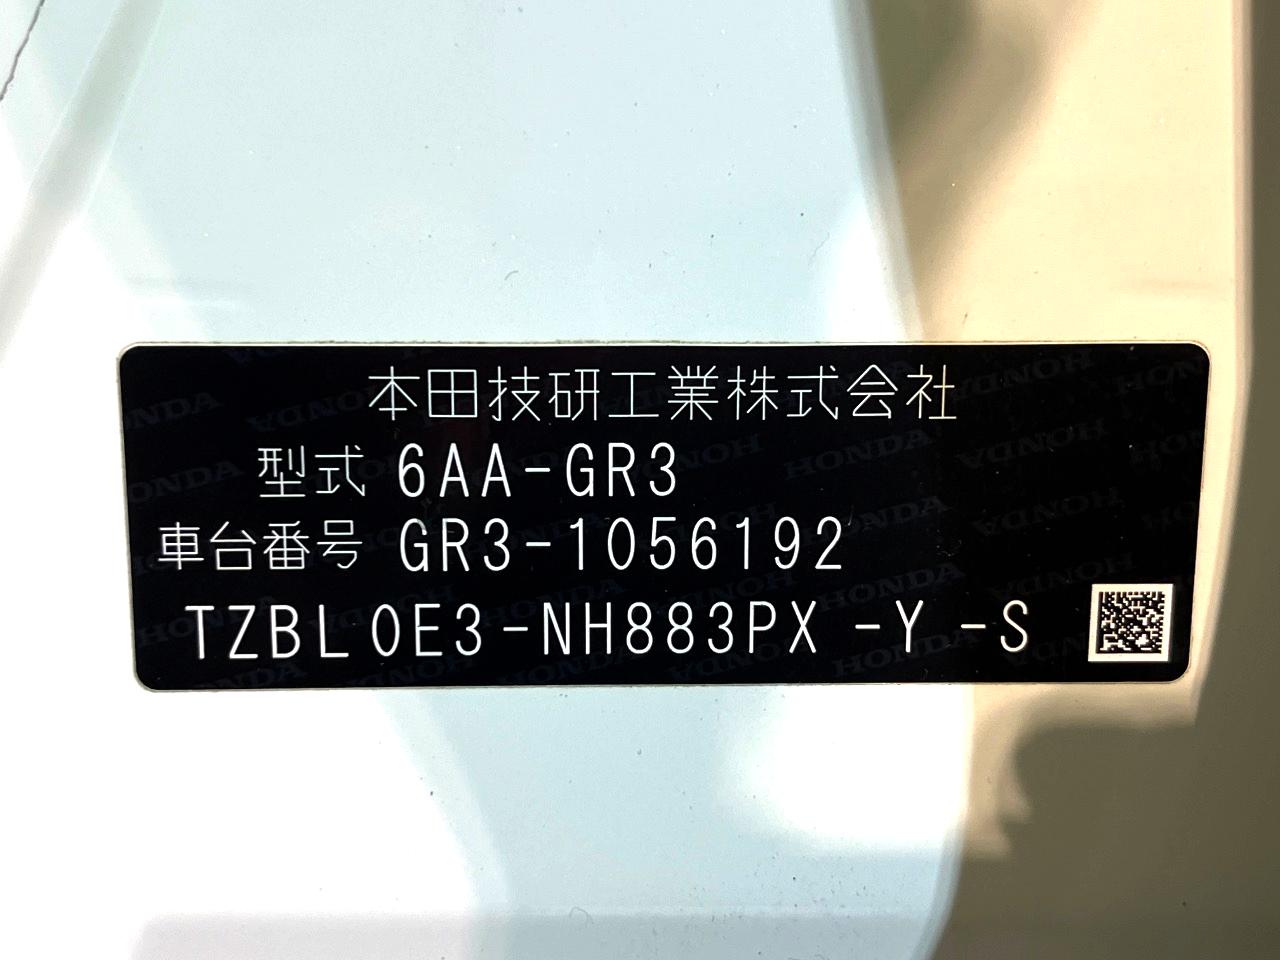 本田技研工業株式会社
型式 6AA-GR3
車台番号 GR3-1056192
TZBL0E3-NH883PX -Y -S